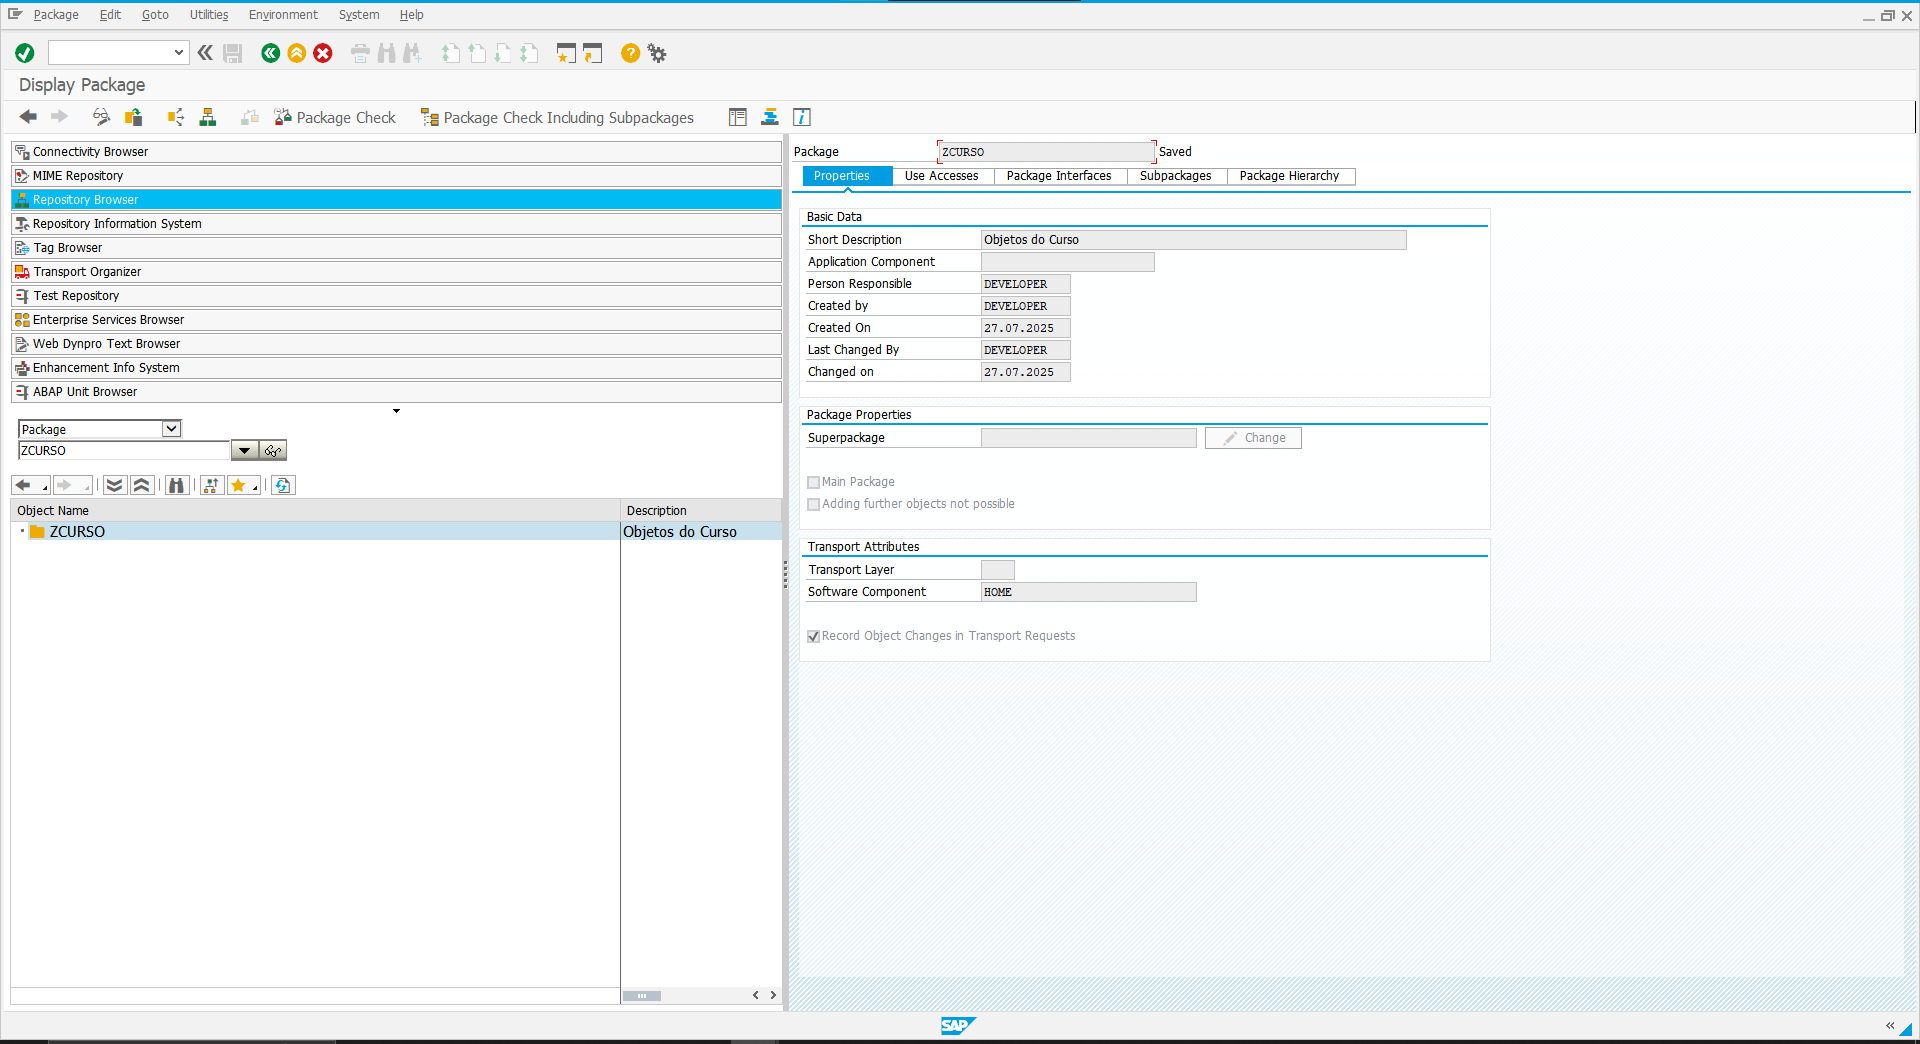 Package Edit Goto Utilities Environment System Help
Display Package
Package Check Package Check Including Subpackages
Connectivity Browser
MIME Repository
Repository Browser
Repository Information System
Tag Browser
Transport Organizer
Test Repository
Enterprise Services Browser
Web Dynpro Text Browser
Enhancement Info System
ABAP Unit Browser
Package
ZCURSO
Object Name Description
ZCURSO Objetos do Curso
Package ZCURSO Saved
Properties Use Accesses Package Interfaces Subpackages Package Hierarchy
Basic Data
Short Description Objetos do Curso
Application Component
Person Responsible DEVELOPER
Created by DEVELOPER
Created On 27.07.2025
Last Changed By DEVELOPER
Changed on 27.07.2025
Package Properties
Superpackage Change
Main Package
Adding further objects not possible
Transport Attributes
Transport Layer
Software Component HOME
Record Object Changes in Transport Requests
SAP